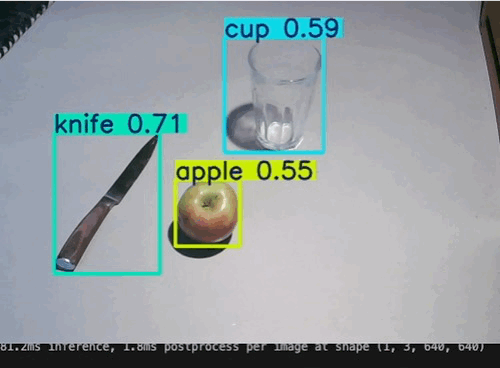 cup 0.59
knife 0.71
apple 0.55
81.2ms inference, 1.8ms postprocess per image at shape (1, 3, 640, 640)